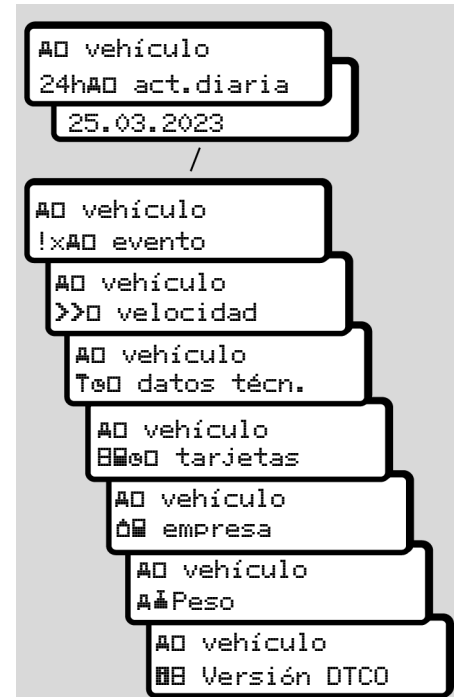 vehículo
24h act.diaria
25.03.2023
/
vehículo
!x evento
vehículo
>> velocidad
vehículo
T datos técn.
vehículo
tarjetas
vehículo
empresa
vehículo
Peso
vehículo
Versión DTCO